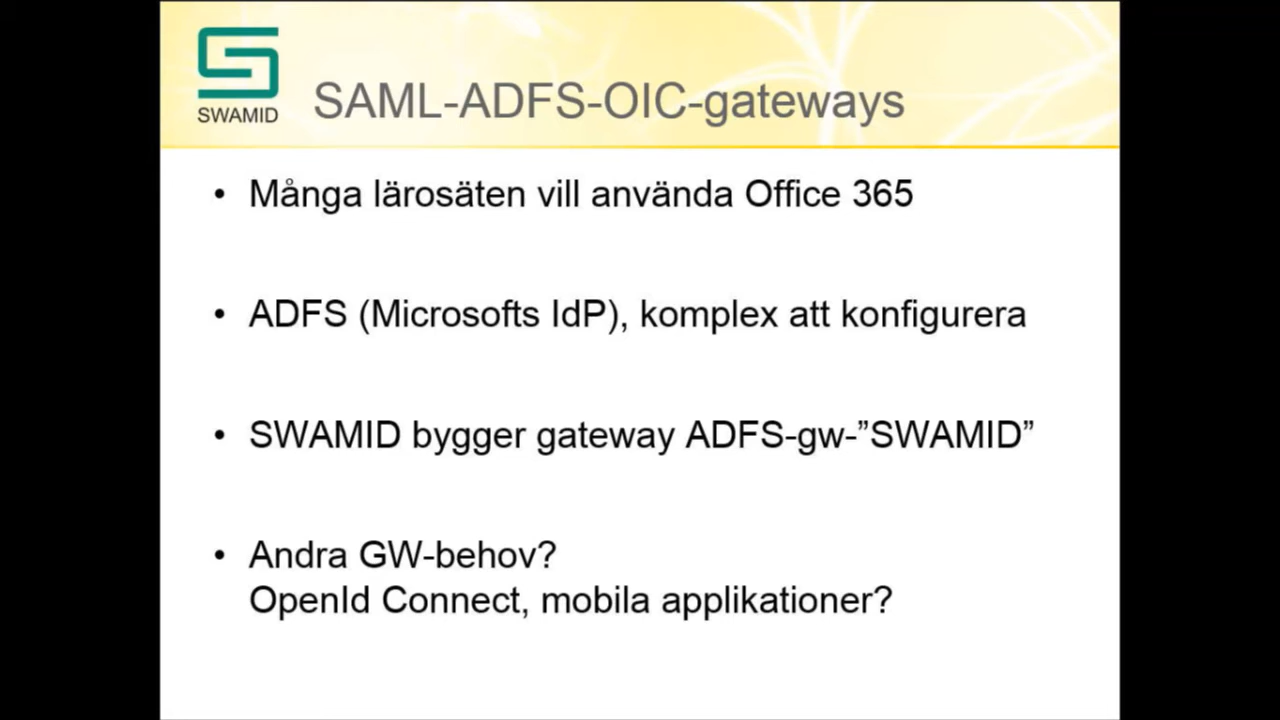 SWAMID
SAML-ADFS-OIC-gateways
• Många lärosäten vill använda Office 365
• ADFS (Microsofts IdP), komplex att konfigurera
• SWAMID bygger gateway ADFS-gw-”SWAMID”
• Andra GW-behov?
OpenId Connect, mobila applikationer?